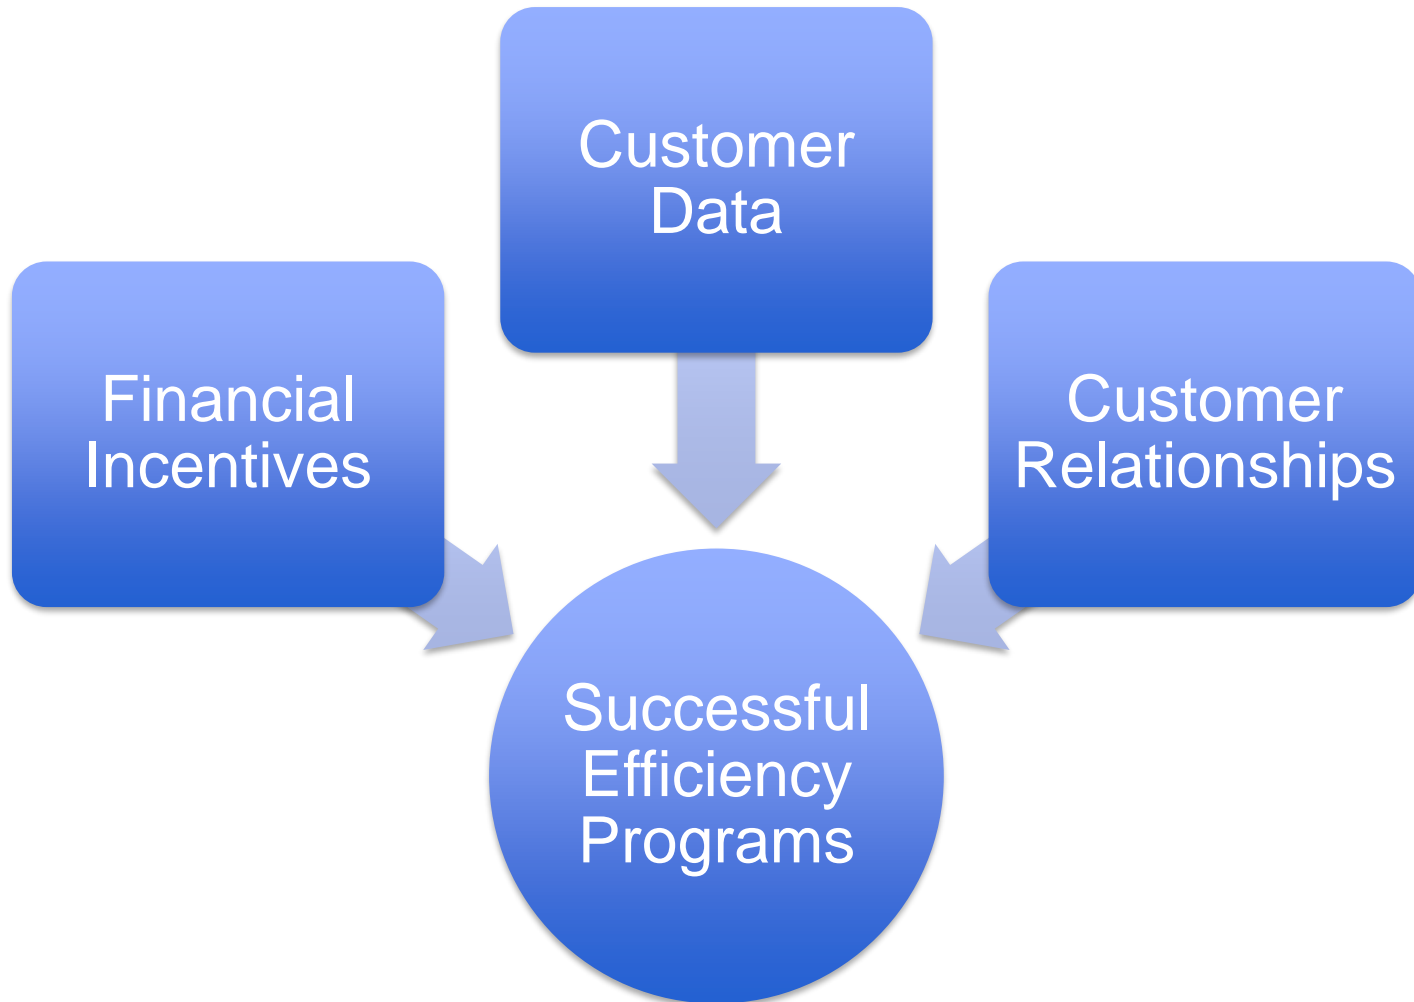 Customer
Data
Financial
Incentives
Customer
Relationships
Successful
Efficiency
Programs